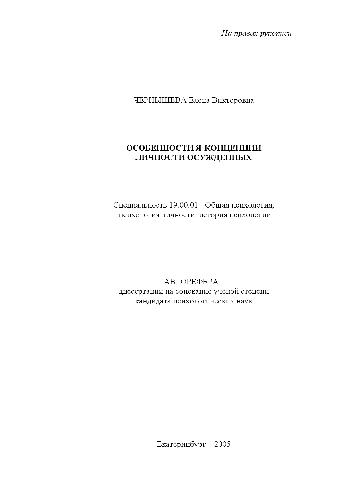 На правах рукописи
ЧЕРНЫШЕВА Елена Викторовна
ОСОБЕННОСТИ Я-КОНЦЕПЦИИ
ЛИЧНОСТИ ОСУЖДЕННЫХ
Специальность 19.00.01 – Общая психология,
психология личности, история психологии
АВТОРЕФЕРАТ
диссертации на соискание ученой степени
кандидата психологических наук
Екатеринбург – 2005